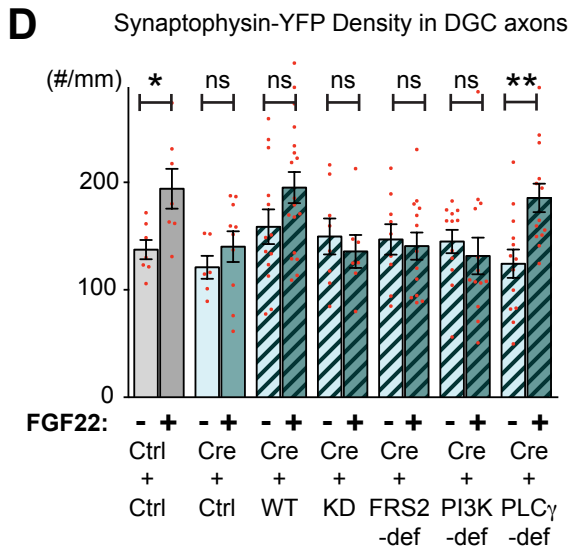 D Synaptophysin-YFP Density in DGC axons
(#/mm) * ns ns ns ns ns **
200
100
0
FGF22: - + - + - + - + - + - + - +
Ctrl Cre Cre Cre Cre Cre Cre
+ + + + + + +
Ctrl Ctrl WT KD FRS2 PI3K PLCγ
-def -def -def